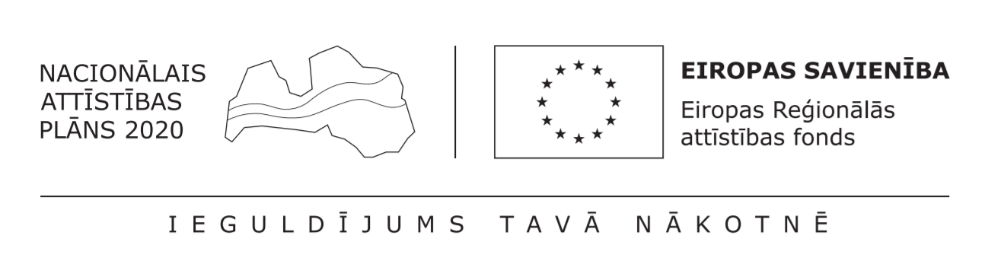 NACIONĀLAIS
ATTĪSTĪBAS
PLĀNS 2020
EIROPAS SAVIENĪBA
Eiropas Reģionālās
attīstības fonds
IEGULDĪJUMS TAVĀ NĀKOTNĒ